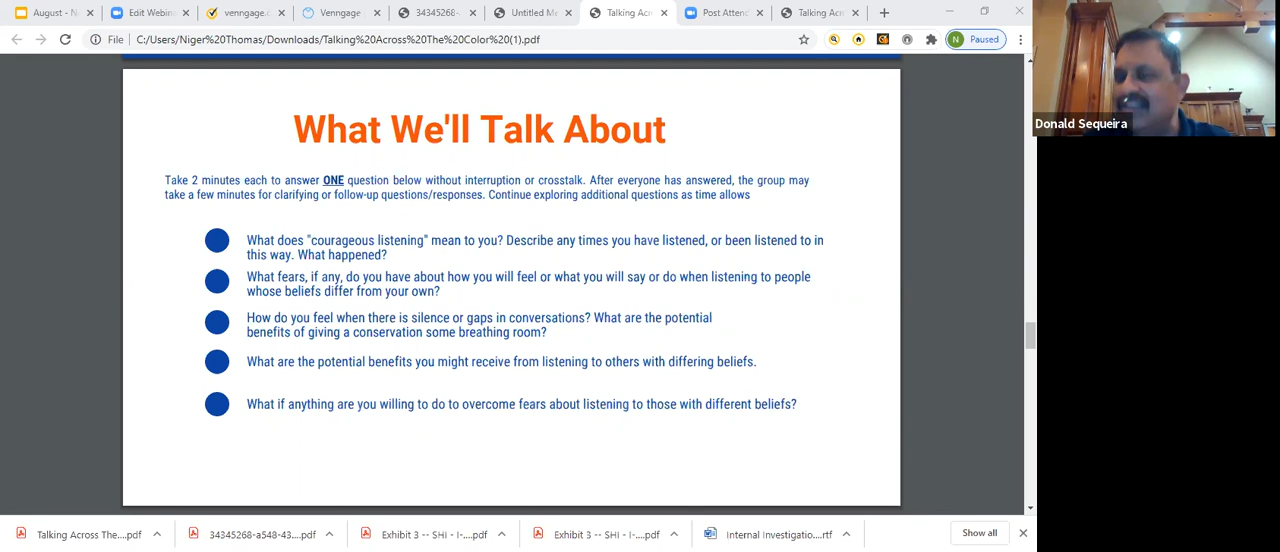 August - Ne
Edit Webina
venngage.c
Venngage
34345268-
Untitled Me
Talking Acr
Post Attend
Talking Acr
File C:/Users/Niger%20Thomas/Downloads/Talking%20Across%20The%20Color%20(1).pdf
N Paused
Donald Sequeira
What We'll Talk About
Take 2 minutes each to answer ONE question below without interruption or crosstalk. After everyone has answered, the group may
take a few minutes for clarifying or follow-up questions/responses. Continue exploring additional questions as time allows
What does "courageous listening" mean to you? Describe any times you have listened, or been listened to in
this way. What happened?
What fears, if any, do you have about how you will feel or what you will say or do when listening to people
whose beliefs differ from your own?
How do you feel when there is silence or gaps in conversations? What are the potential
benefits of giving a conservation some breathing room?
What are the potential benefits you might receive from listening to others with differing beliefs.
What if anything are you willing to do to overcome fears about listening to those with different beliefs?
Talking Across The....pdf
34345268-a548-43....pdf
Exhibit 3 -- SHI - I-....pdf
Exhibit 3 -- SHI - I-....pdf
Internal Investigatio....rtf
Show all